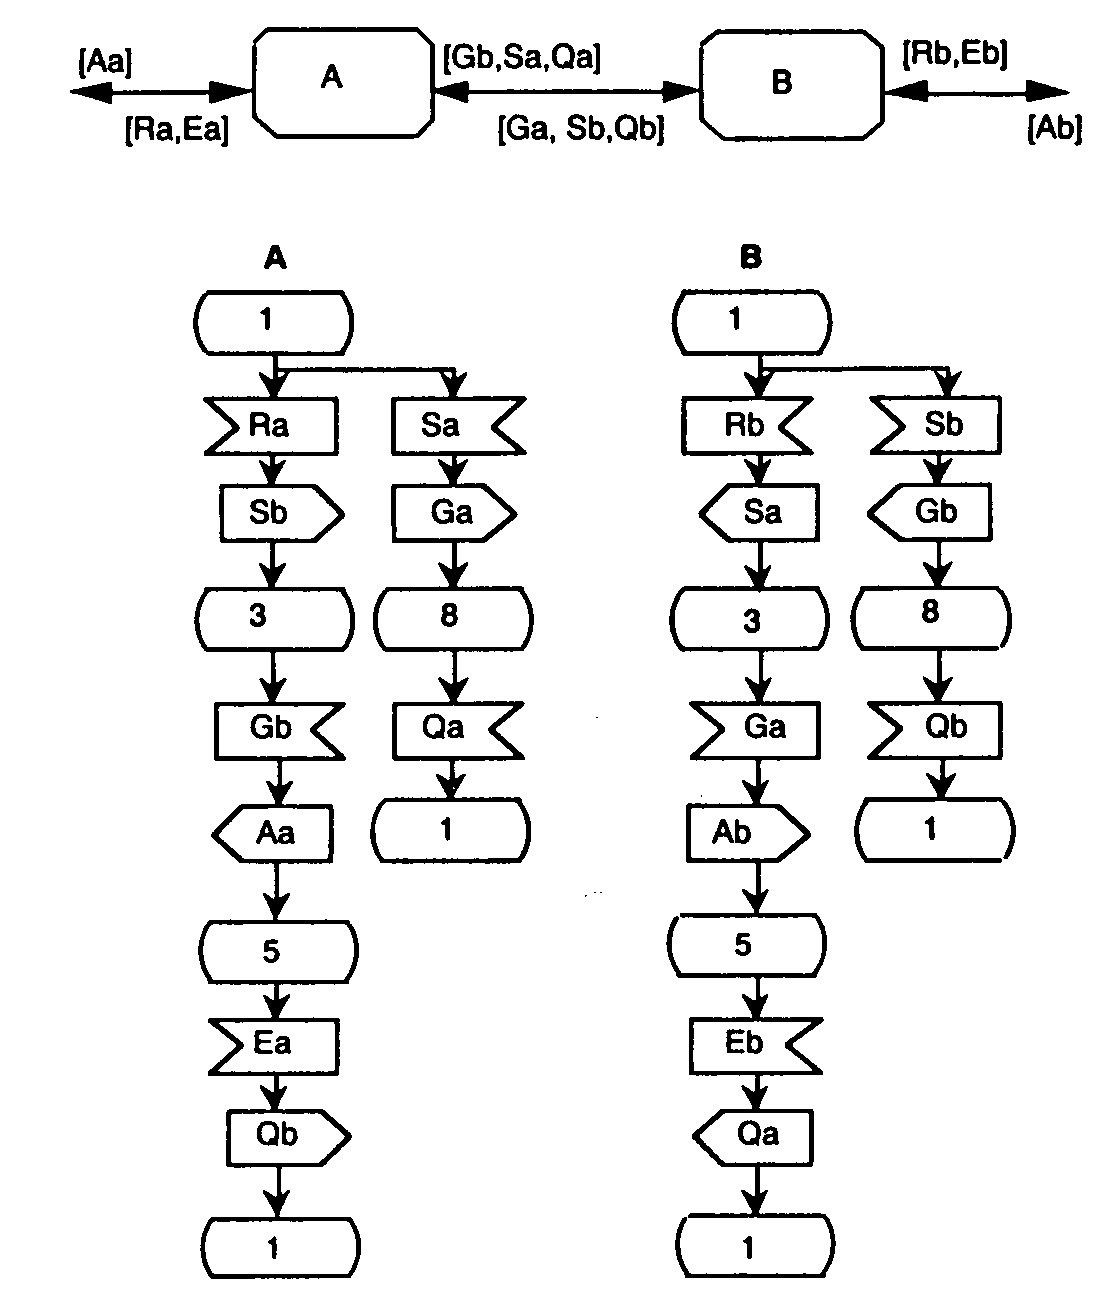 [Aa] A [Gb,Sa,Qa] B [Rb,Eb]
[Ra,Ea] [Ga, Sb,Qb] [Ab]
A B
1 1
Ra Sa Rb Sb
Sb Ga Sa Gb
3 8 3 8
Gb Qa Ga Qb
Aa 1 Ab 1
5 5
Ea Eb
Qb Qa
1 1